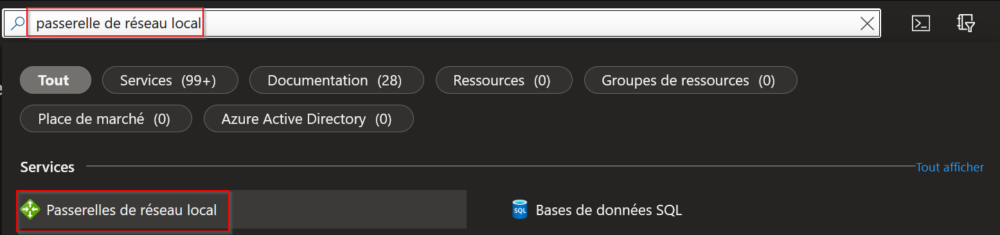 passerelle de réseau local
Tout Services (99+) Documentation (28) Ressources (0) Groupes de ressources (0)
Place de marché (0) Azure Active Directory (0)
Services Tout afficher
Passerelles de réseau local SQL Bases de données SQL